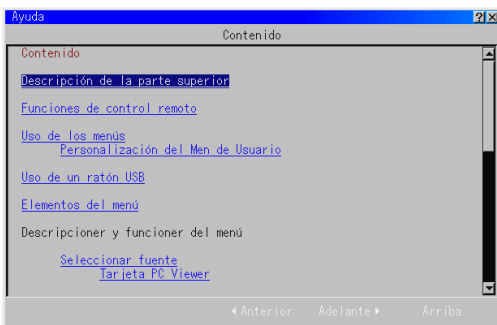 Ayuda
Contenido
Contenido
Descripción de la parte superior
Funciones de control remoto
Uso de los menús
Personalización del Men de Usuario
Uso de un ratón USB
Elementos del menú
Descripcioner y funcioner del menú
Seleccionar fuente
Tarjeta PC Viewer
Anterior Adelante Arriba